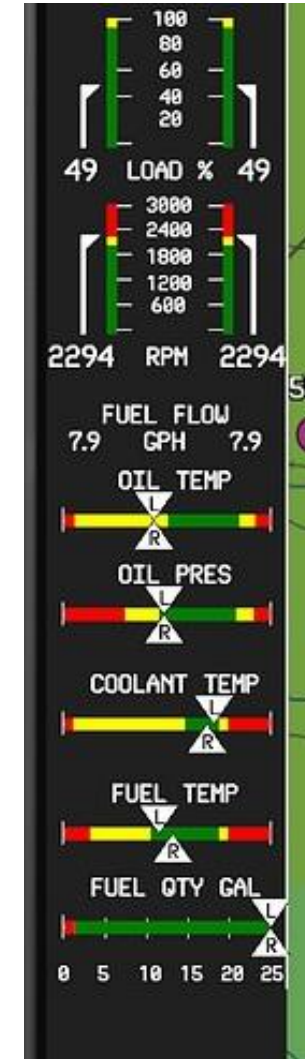 100
80
60
40
20
49 LOAD % 49
3000
2400
1800
1200
600
2294 RPM 2294
FUEL FLOW
7.9 GPH 7.9
OIL TEMP
L
R
OIL PRES
L
R
COOLANT TEMP
L
R
FUEL TEMP
L
R
FUEL QTY GAL
L
R
0 5 10 15 20 25
5